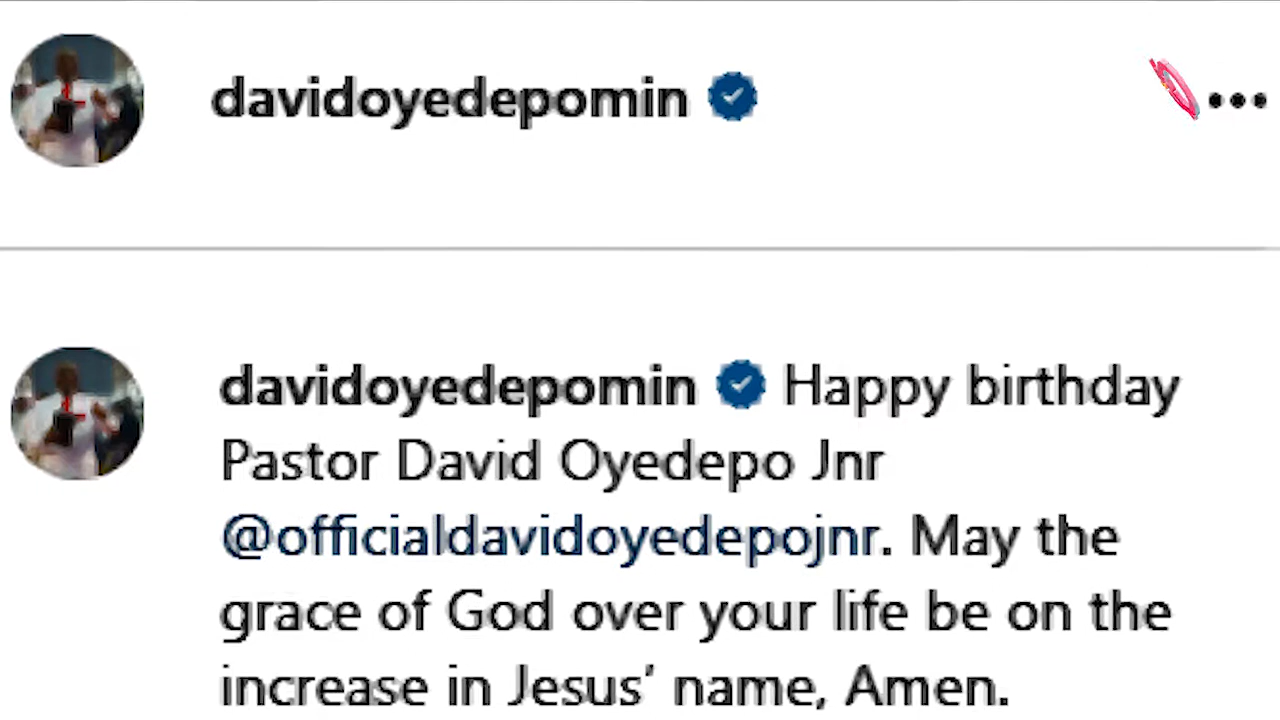 davidoyedepomin
davidoyedepomin Happy birthday
Pastor David Oyedepo Jnr
@officialdavidoyedepojnr. May the
grace of God over your life be on the
increase in Jesus’ name, Amen.